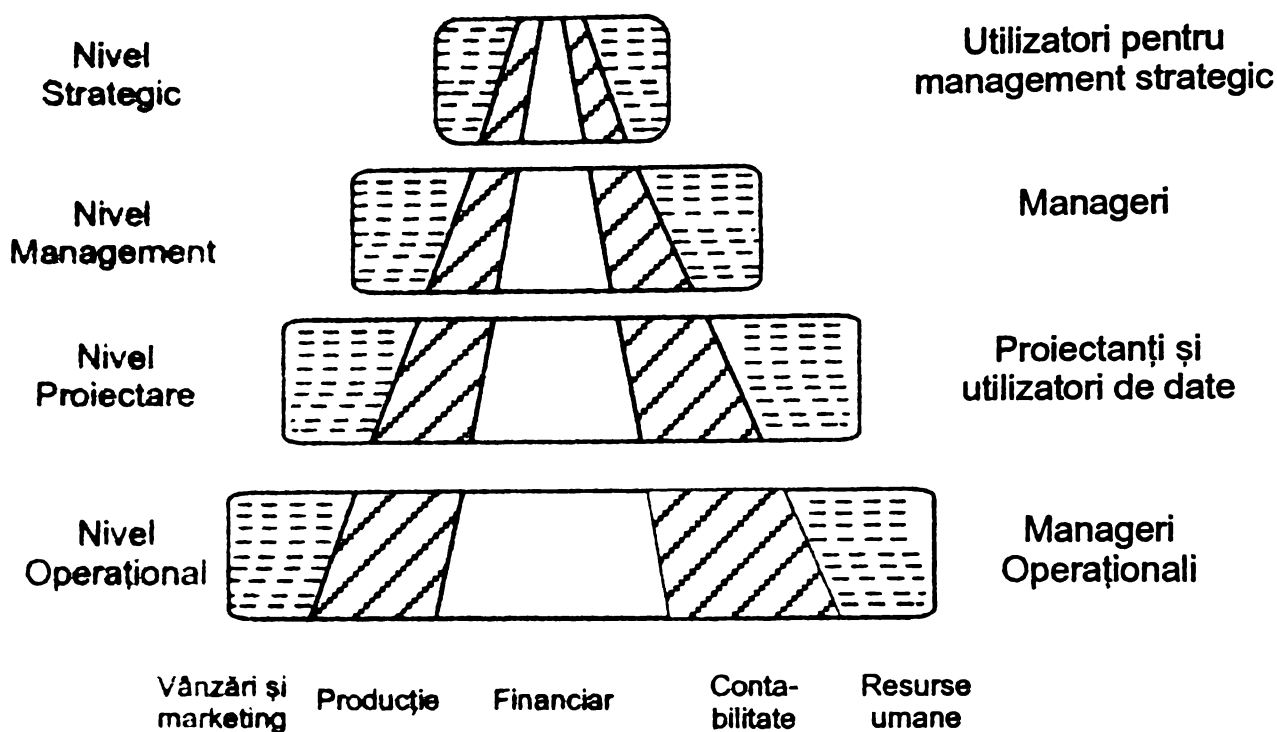 Nivel
Strategic
Utilizatori pentru
management strategic
Nivel
Management
Manageri
Nivel
Proiectare
Proiectanți și
utilizatori de date
Nivel
Operațional
Manageri
Operaționali
Vânzări și
marketing
Producție
Financiar
Conta-
bilitate
Resurse
umane